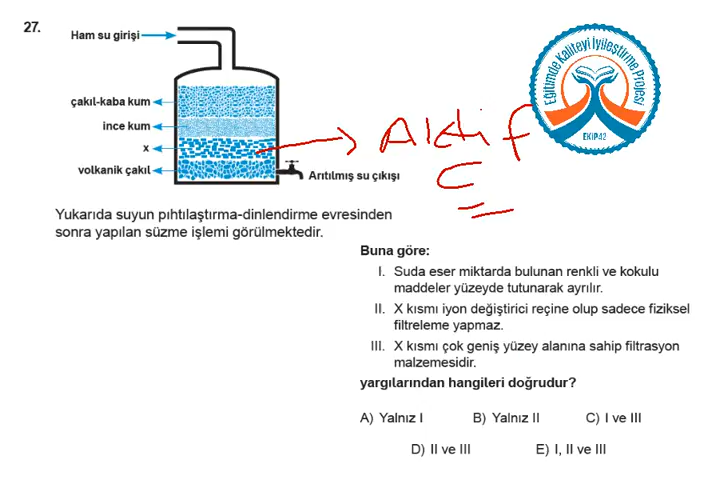 27.
Ham su girişi
çakıl-kaba kum
ince kum
x
volkanik çakıl
Arıtılmış su çıkışı
Aktif
C
Eğitimde Kaliteyi İyileştirme Projesi
EKIP42
Yukarıda suyun pıhtılaştırma-dinlendirme evresinden
sonra yapılan süzme işlemi görülmektedir.
Buna göre:
I. Suda eser miktarda bulunan renkli ve kokulu
maddeler yüzeyde tutunarak ayrılır.
II. X kısmı iyon değiştirici reçine olup sadece fiziksel
filtreleme yapmaz.
III. X kısmı çok geniş yüzey alanına sahip filtrasyon
malzemesidir.
yargılarından hangileri doğrudur?
A) Yalnız I B) Yalnız II C) I ve III
D) II ve III E) I, II ve III